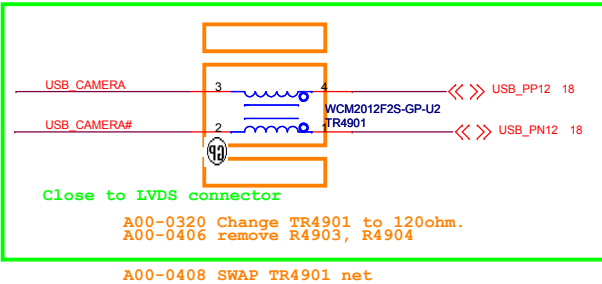 USB_CAMERA 3 4 USB_PP12 18
WCM2012F2S-GP-U2
TR4901
USB_CAMERA# 2 1 USB_PN12 18
GP
Close to LVDS connector
A00-0320 Change TR4901 to 120ohm.
A00-0406 remove R4903, R4904
A00-0408 SWAP TR4901 net